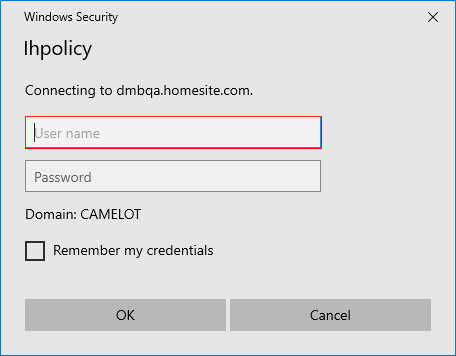 Windows Security
Ihpolicy
Connecting to dmbqa.homesite.com.
User name
Password
Domain: CAMELOT
Remember my credentials
OK
Cancel